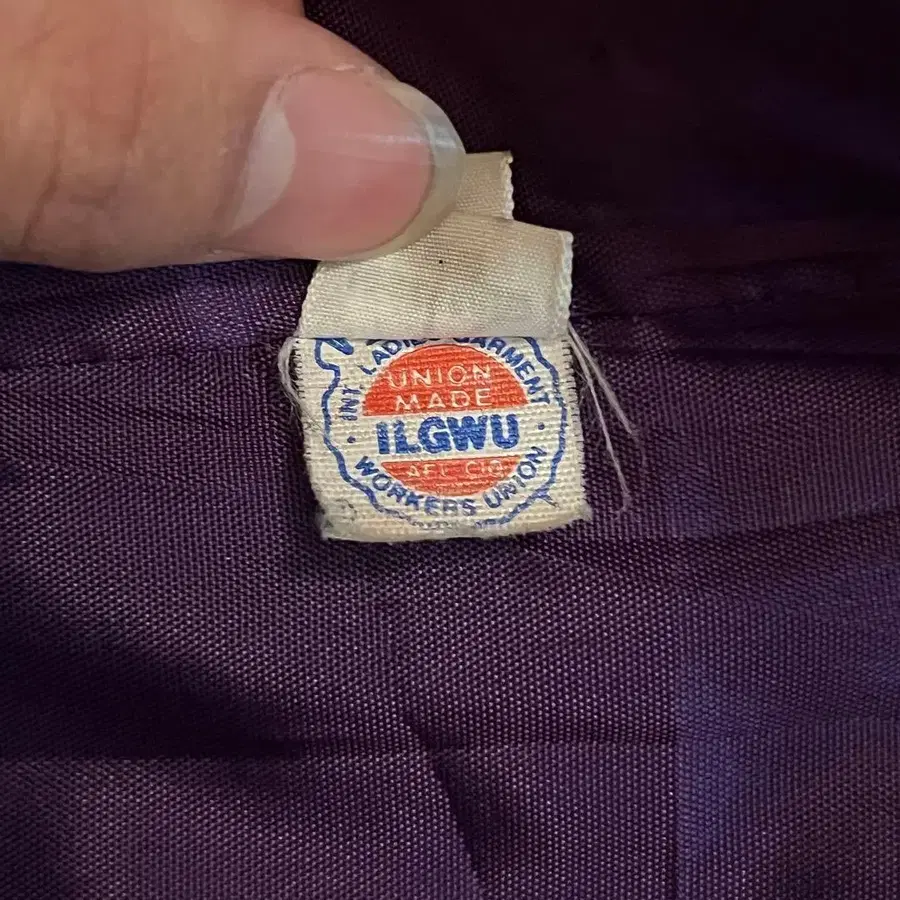 INT. LADIES GARMENT
UNION
MADE
ILGWU
AFL CIO
WORKERS UNION